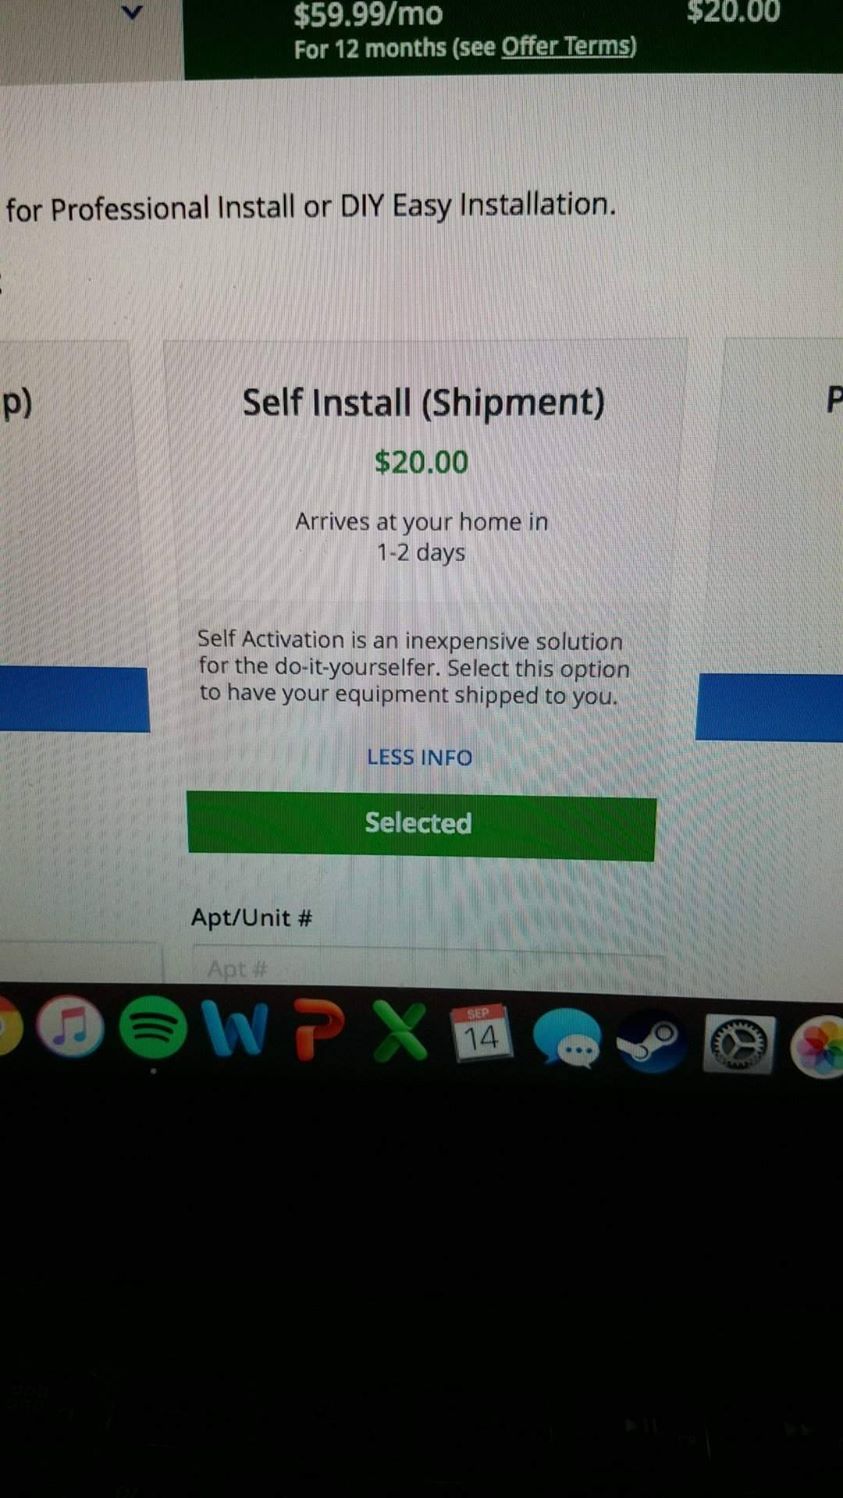 $59.99/mo
$20.00
For 12 months (see Offer Terms)
for Professional Install or DIY Easy Installation.
p)
Self Install (Shipment)
P
$20.00
Arrives at your home in
1-2 days
Self Activation is an inexpensive solution
for the do-it-yourselfer. Select this option
to have your equipment shipped to you.
LESS INFO
Selected
Apt/Unit #
Apt #
SEP
14